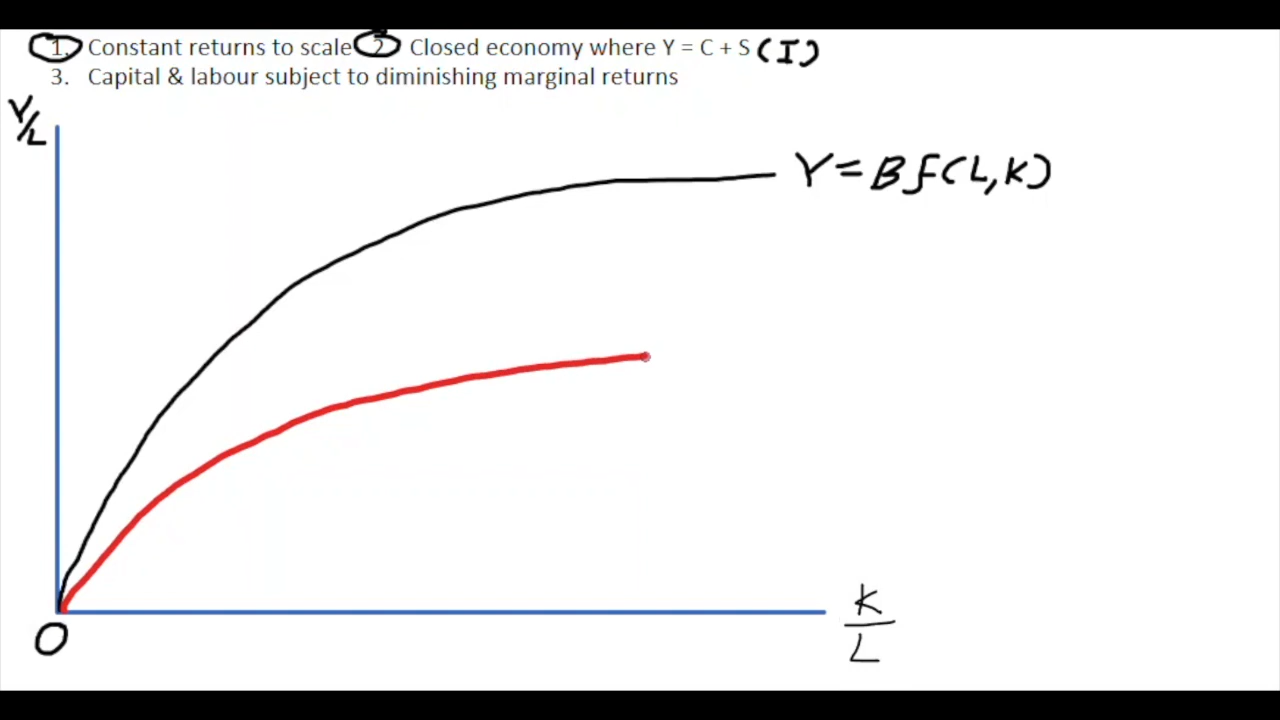 1. Constant returns to scale 2. Closed economy where Y = C + S (I)
3. Capital & labour subject to diminishing marginal returns
Y/L
Y = B f(L, K)
K/L
O